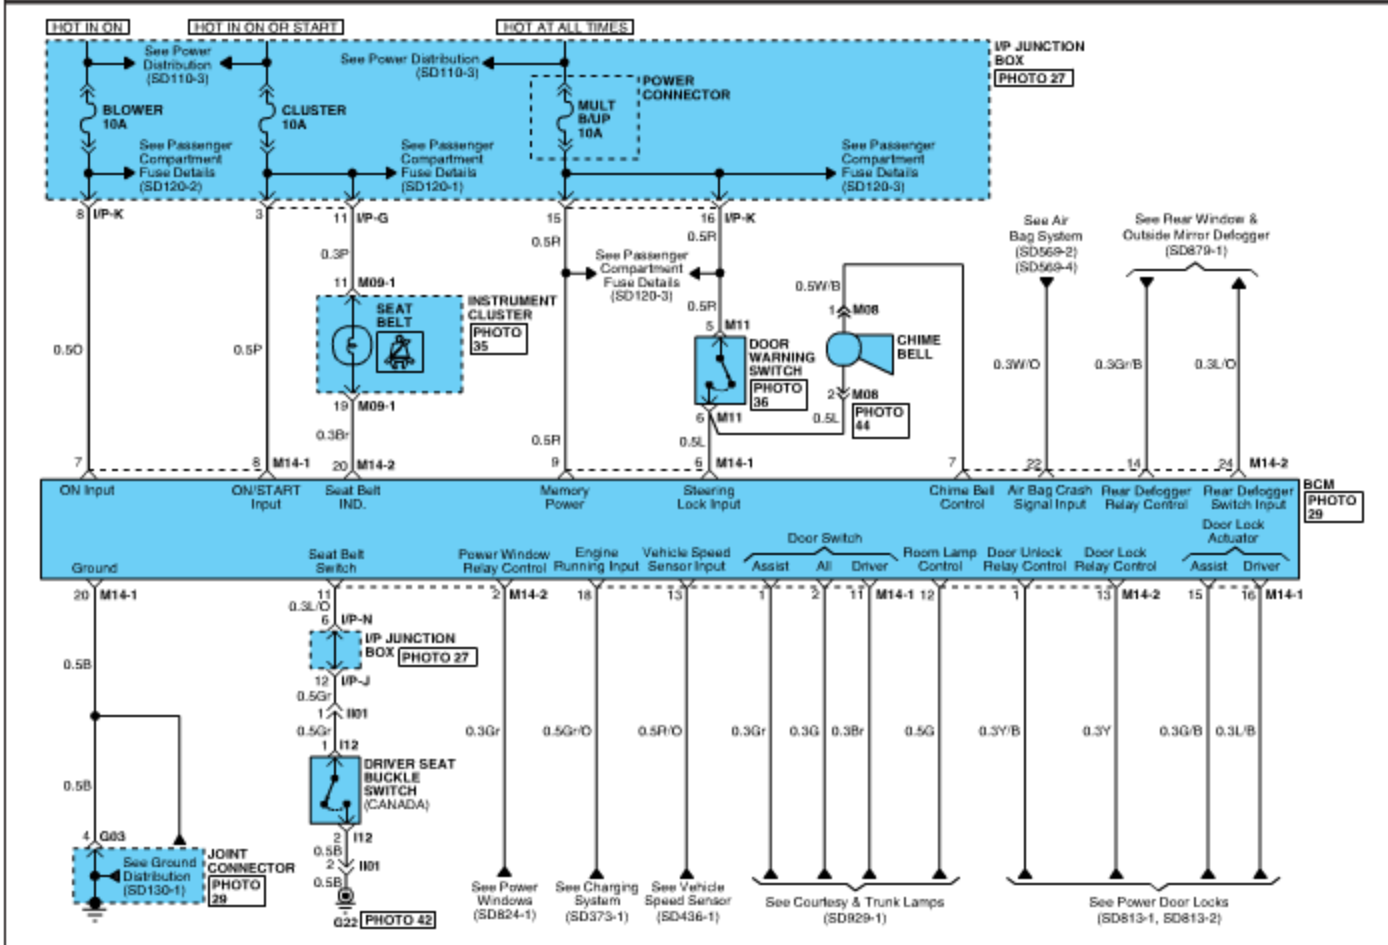 HOT IN ON
HOT IN ON OR START
HOT AT ALL TIMES
See Power
Distribution
(SD110-3)
See Power Distribution
(SD110-3)
I/P JUNCTION
BOX
PHOTO 27
POWER
CONNECTOR
BLOWER
10A
CLUSTER
10A
MULT
B/UP
10A
See Passenger
Compartment
Fuse Details
(SD120-2)
See Passenger
Compartment
Fuse Details
(SD120-1)
See Passenger
Compartment
Fuse Details
(SD120-3)
8 I/P-K
3
11 I/P-G
15
16 I/P-K
0.3P
0.5R
0.5R
See Passenger
Compartment
Fuse Details
(SD120-3)
See Air
Bag System
(SD569-2)
(SD569-4)
See Rear Window &
Outside Mirror Defogger
(SD879-1)
11 M09-1
SEAT
BELT
INSTRUMENT
CLUSTER
PHOTO
35
0.5R
5 M11
DOOR
WARNING
SWITCH
PHOTO
36
0.5W/B
1 M08
CHIME
BELL
2 M08
PHOTO
44
0.5O
0.5P
0.3W/O
0.3Gr/B
0.3L/O
19 M09-1
0.3Br
0.5R
6 M11
0.5L
0.5L
7
8 M14-1
20 M14-2
9
6 M14-1
7
22
14
24 M14-2
ON Input
ON/START
Input
Seat Belt
IND.
Memory
Power
Steering
Lock Input
Chime Bell
Control
Air Bag Crash
Signal Input
Rear Defogger
Relay Control
Rear Defogger
Switch Input
BCM
PHOTO
29
Ground
Seat Belt
Switch
Power Window
Relay Control
Engine
Running Input
Vehicle Speed
Sensor Input
Door Switch
Assist
All
Driver
Room Lamp
Control
Door Unlock
Relay Control
Door Lock
Relay Control
Door Lock
Actuator
Assist
Driver
20 M14-1
11
2 M14-2
18
13
1
2
11 M14-1
12
1
13 M14-2
15
16 M14-1
0.3L/O
6 I/P-N
I/P JUNCTION
BOX PHOTO 27
12 I/P-J
0.5Gr
1 II01
0.5Gr
1 I12
DRIVER SEAT
BUCKLE
SWITCH
(CANADA)
2 I12
0.5B
2 II01
0.5B
G22 PHOTO 42
0.5B
0.5B
4 G03
See Ground
Distribution
(SD130-1)
JOINT
CONNECTOR
PHOTO
29
0.3Gr
0.5Gr/O
0.5R/O
0.3Gr
0.3G
0.3Br
0.5G
0.3Y/B
0.3Y
0.3G/B
0.3L/B
See Power
Windows
(SD824-1)
See Charging
System
(SD373-1)
See Vehicle
Speed Sensor
(SD436-1)
See Courtesy & Trunk Lamps
(SD929-1)
See Power Door Locks
(SD813-1, SD813-2)